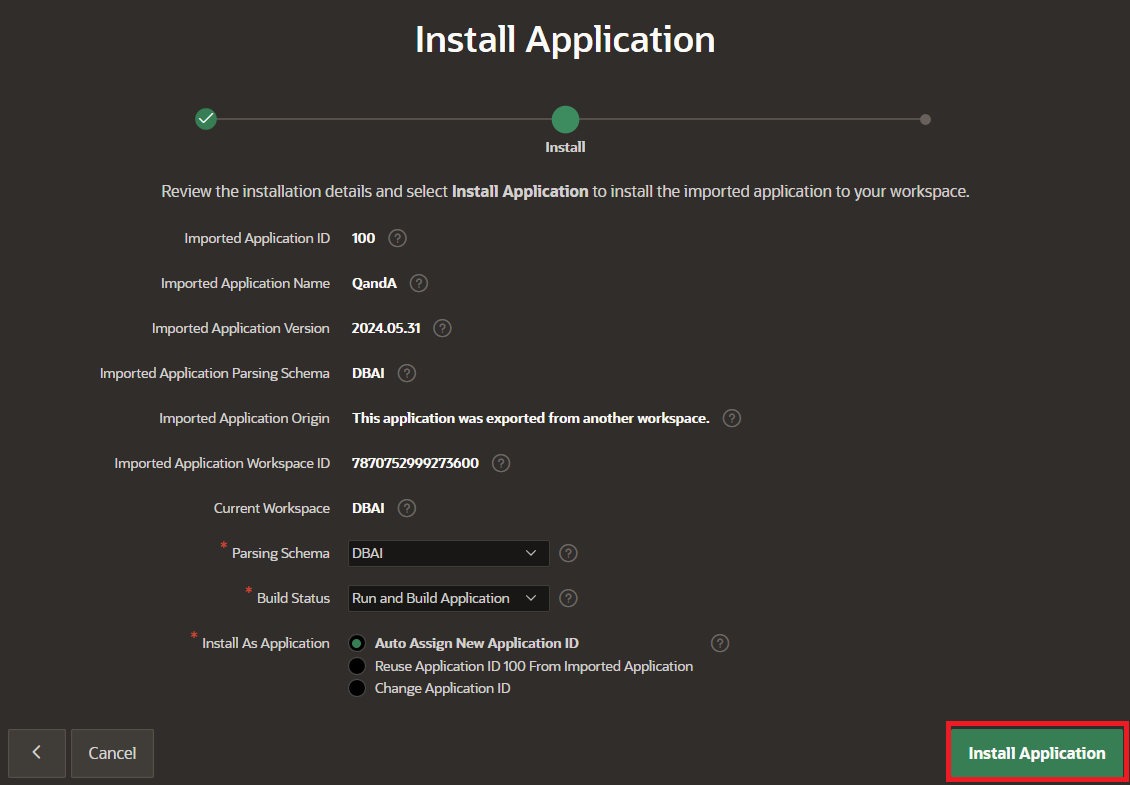 Install Application
Install
Review the installation details and select Install Application to install the imported application to your workspace.
Imported Application ID 100 ?
Imported Application Name QandA ?
Imported Application Version 2024.05.31 ?
Imported Application Parsing Schema DBAI ?
Imported Application Origin This application was exported from another workspace. ?
Imported Application Workspace ID 7870752999273600 ?
Current Workspace DBAI ?
* Parsing Schema DBAI ?
* Build Status Run and Build Application ?
* Install As Application Auto Assign New Application ID ?
Reuse Application ID 100 From Imported Application
Change Application ID
Cancel Install Application